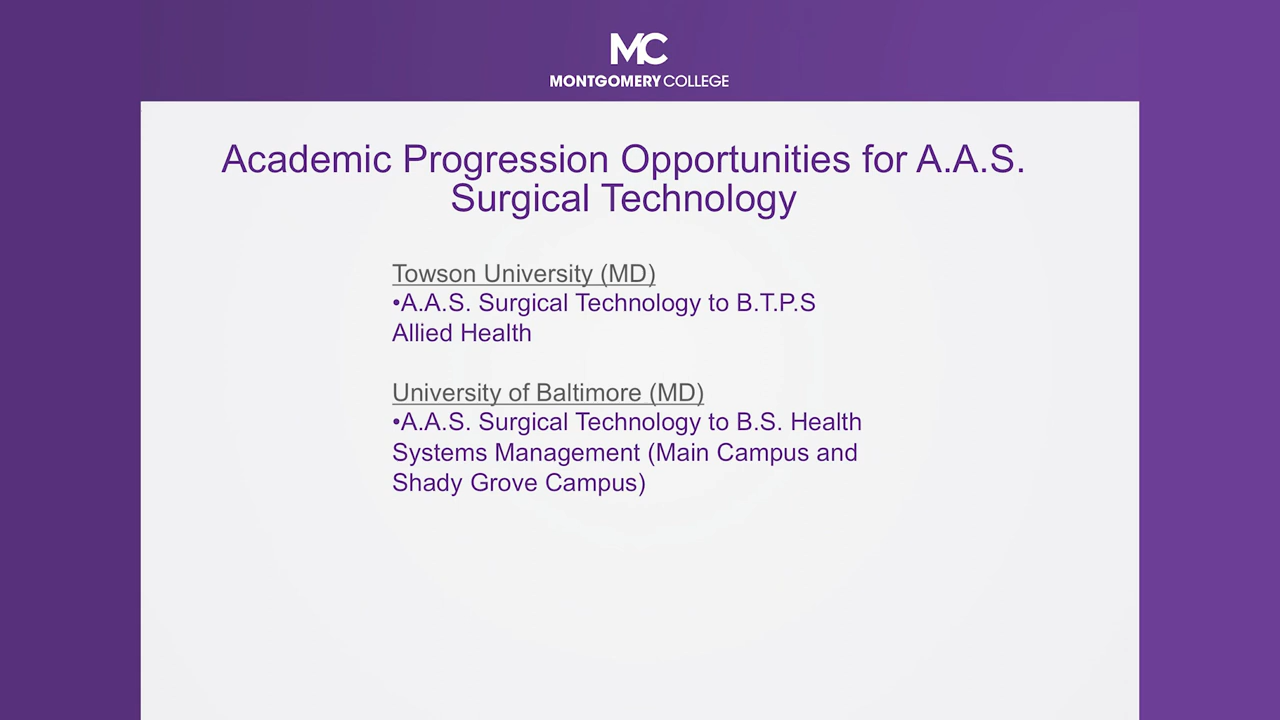 MC
MONTGOMERY COLLEGE
Academic Progression Opportunities for A.A.S.
Surgical Technology
Towson University (MD)
•A.A.S. Surgical Technology to B.T.P.S
Allied Health
University of Baltimore (MD)
•A.A.S. Surgical Technology to B.S. Health
Systems Management (Main Campus and
Shady Grove Campus)